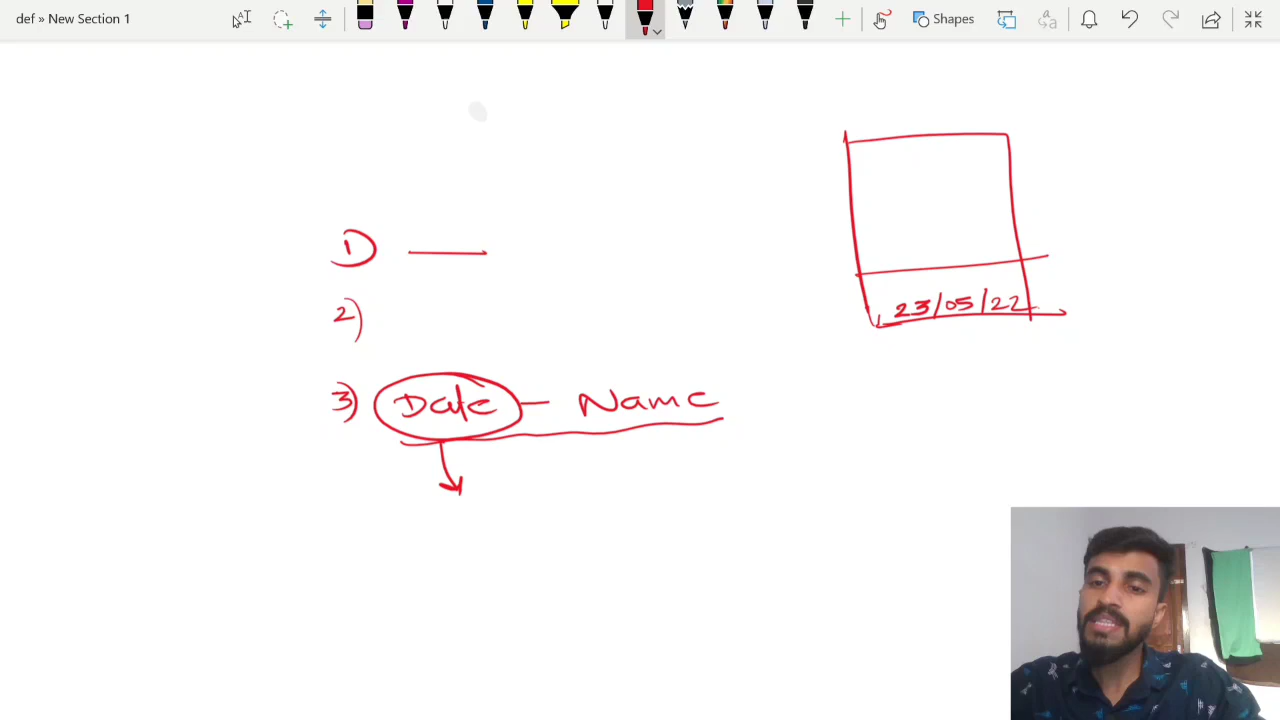 def » New Section 1
Shapes
1)
2)
3) Date - Name
23/05/22